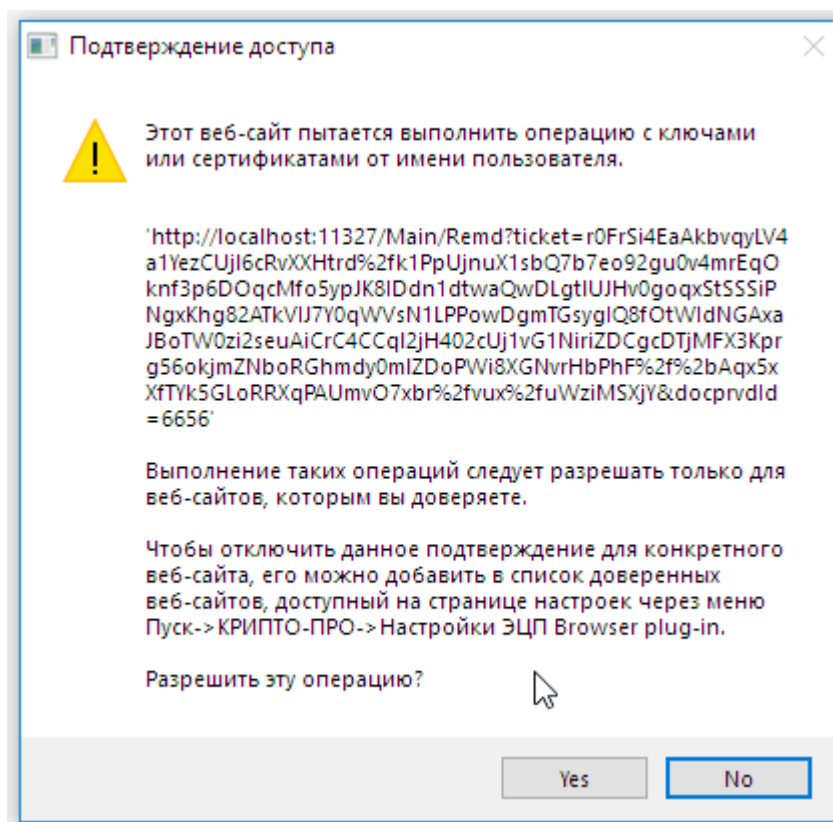 Подтверждение доступа
Этот веб-сайт пытается выполнить операцию с ключами
или сертификатами от имени пользователя.
'http://localhost:11327/Main/Remd?ticket=r0FrSi4EaAkbvqyLV4
a1YezCUjI6cRvXXHtrd%2fk1PpUjnuX1sbQ7b7eo92gu0v4mrEqO
knf3p6DOqcMfo5ypJK8IDdn1dtwaQwDLgtIUJHv0goqxStSSSiP
NgxKhg82ATkVIJ7Y0qWVsN1LPPowDgmTGsyglQ8fOtWIdNGAxa
JBoTW0zi2seuAiCrC4CCqI2jH402cUj1vG1NiriZDCgcDTjMFX3Kpr
g56okjmZNboRGhmdy0mIZDoPWi8XGNvrHbPhF%2f%2bAqx5x
XfTYk5GLoRRXqPAUmvO7xbr%2fvux%2fuWziMSXjY&docprvdId
=6656'
Выполнение таких операций следует разрешать только для
веб-сайтов, которым вы доверяете.
Чтобы отключить данное подтверждение для конкретного
веб-сайта, его можно добавить в список доверенных
веб-сайтов, доступный на странице настроек через меню
Пуск->КРИПТО-ПРО->Настройки ЭЦП Browser plug-in.
Разрешить эту операцию?
Yes
No